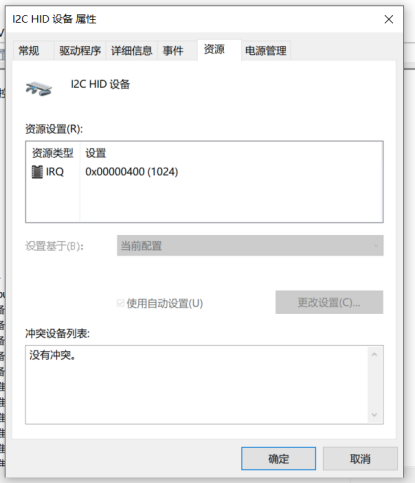 I2C HID 设备 属性
常规 驱动程序 详细信息 事件 资源 电源管理
I2C HID 设备
资源设置(R):
资源类型 设置
IRQ 0x00000400 (1024)
设置基于(B): 当前配置
使用自动设置(U) 更改设置(C)...
冲突设备列表:
没有冲突。
确定 取消